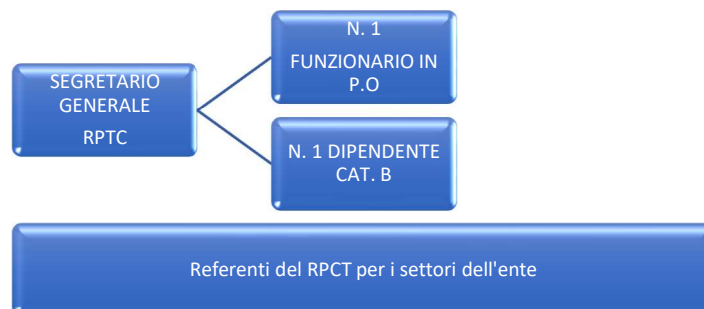 SEGRETARIO
GENERALE
RPTC
N. 1
FUNZIONARIO IN
P.O
N. 1 DIPENDENTE
CAT. B
Referenti del RPCT per i settori dell'ente